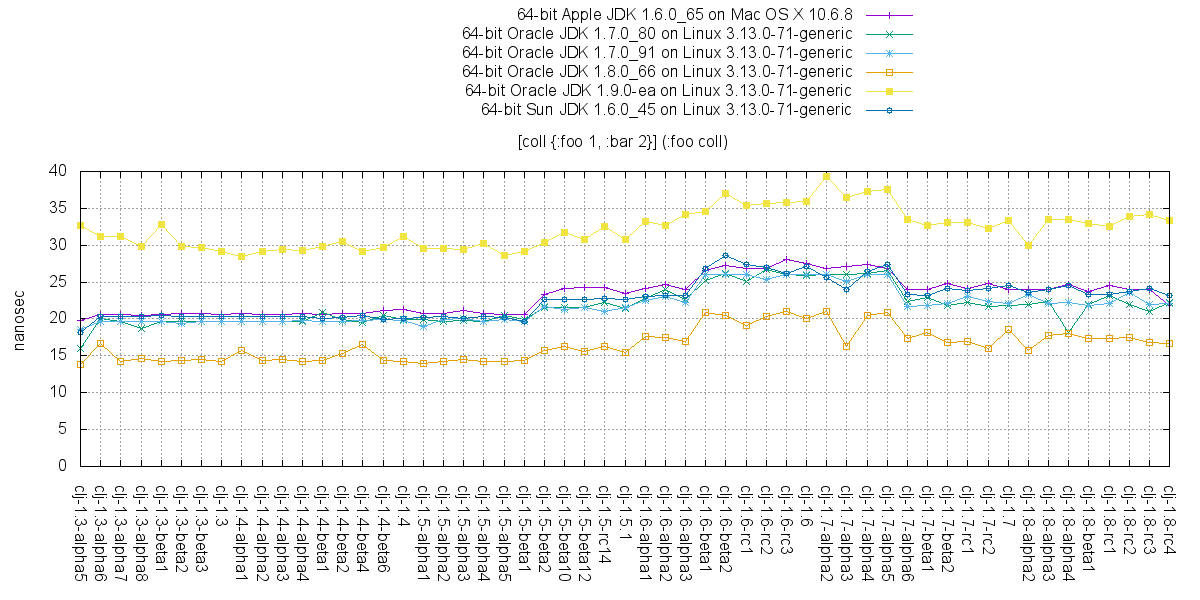 64-bit Apple JDK 1.6.0_65 on Mac OS X 10.6.8
64-bit Oracle JDK 1.7.0_80 on Linux 3.13.0-71-generic
64-bit Oracle JDK 1.7.0_91 on Linux 3.13.0-71-generic
64-bit Oracle JDK 1.8.0_66 on Linux 3.13.0-71-generic
64-bit Oracle JDK 1.9.0-ea on Linux 3.13.0-71-generic
64-bit Sun JDK 1.6.0_45 on Linux 3.13.0-71-generic
[coll {:foo 1, :bar 2}] (:foo coll)
40
35
30
25
20
15
10
5
0
nanosec
clj-1.3-alpha5
clj-1.3-alpha6
clj-1.3-alpha7
clj-1.3-alpha8
clj-1.3-beta1
clj-1.3-beta2
clj-1.3-beta3
clj-1.3
clj-1.4-alpha1
clj-1.4-alpha2
clj-1.4-alpha3
clj-1.4-alpha4
clj-1.4-beta1
clj-1.4-beta2
clj-1.4-beta4
clj-1.4-beta6
clj-1.4
clj-1.5-alpha1
clj-1.5-alpha2
clj-1.5-alpha3
clj-1.5-alpha4
clj-1.5-alpha5
clj-1.5-beta1
clj-1.5-beta2
clj-1.5-beta10
clj-1.5-beta12
clj-1.5-rc14
clj-1.5.1
clj-1.6-alpha1
clj-1.6-alpha2
clj-1.6-alpha3
clj-1.6-beta1
clj-1.6-beta2
clj-1.6-rc1
clj-1.6-rc2
clj-1.6-rc3
clj-1.6
clj-1.7-alpha2
clj-1.7-alpha3
clj-1.7-alpha4
clj-1.7-alpha5
clj-1.7-alpha6
clj-1.7-beta1
clj-1.7-beta2
clj-1.7-rc1
clj-1.7-rc2
clj-1.7
clj-1.8-alpha2
clj-1.8-alpha3
clj-1.8-alpha4
clj-1.8-beta1
clj-1.8-rc1
clj-1.8-rc2
clj-1.8-rc3
clj-1.8-rc4